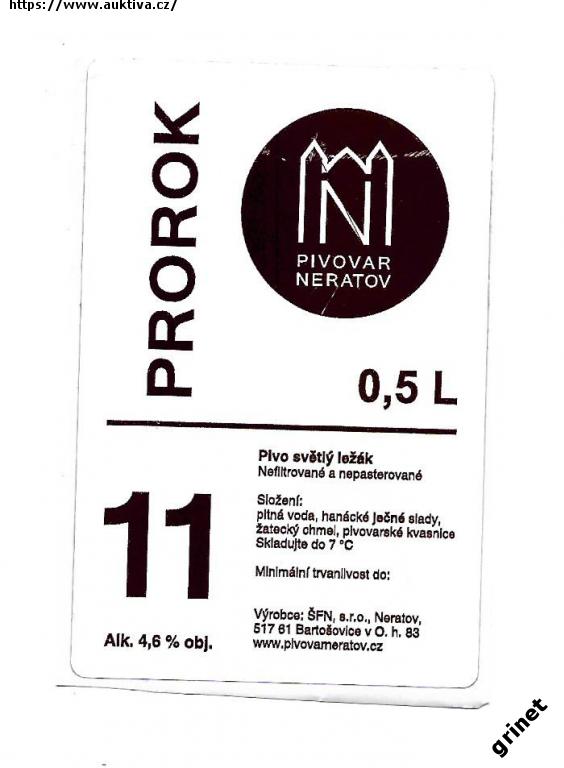 https://www.auktiva.cz/
PROROK
PIVOVAR
NERATOV
0,5 L
11
Alk. 4,6 % obj.
Pivo světlý ležák
Nefiltrované a nepasterované
Složení:
pitná voda, hanácké ječné slady,
žatecký chmel, pivovarské kvasnice
Skladujte do 7 °C
Minimální trvanlivost do:
Výrobce: ŠFN, s.r.o., Neratov,
517 61 Bartošovice v O. h. 83
www.pivovarneratov.cz
grinet